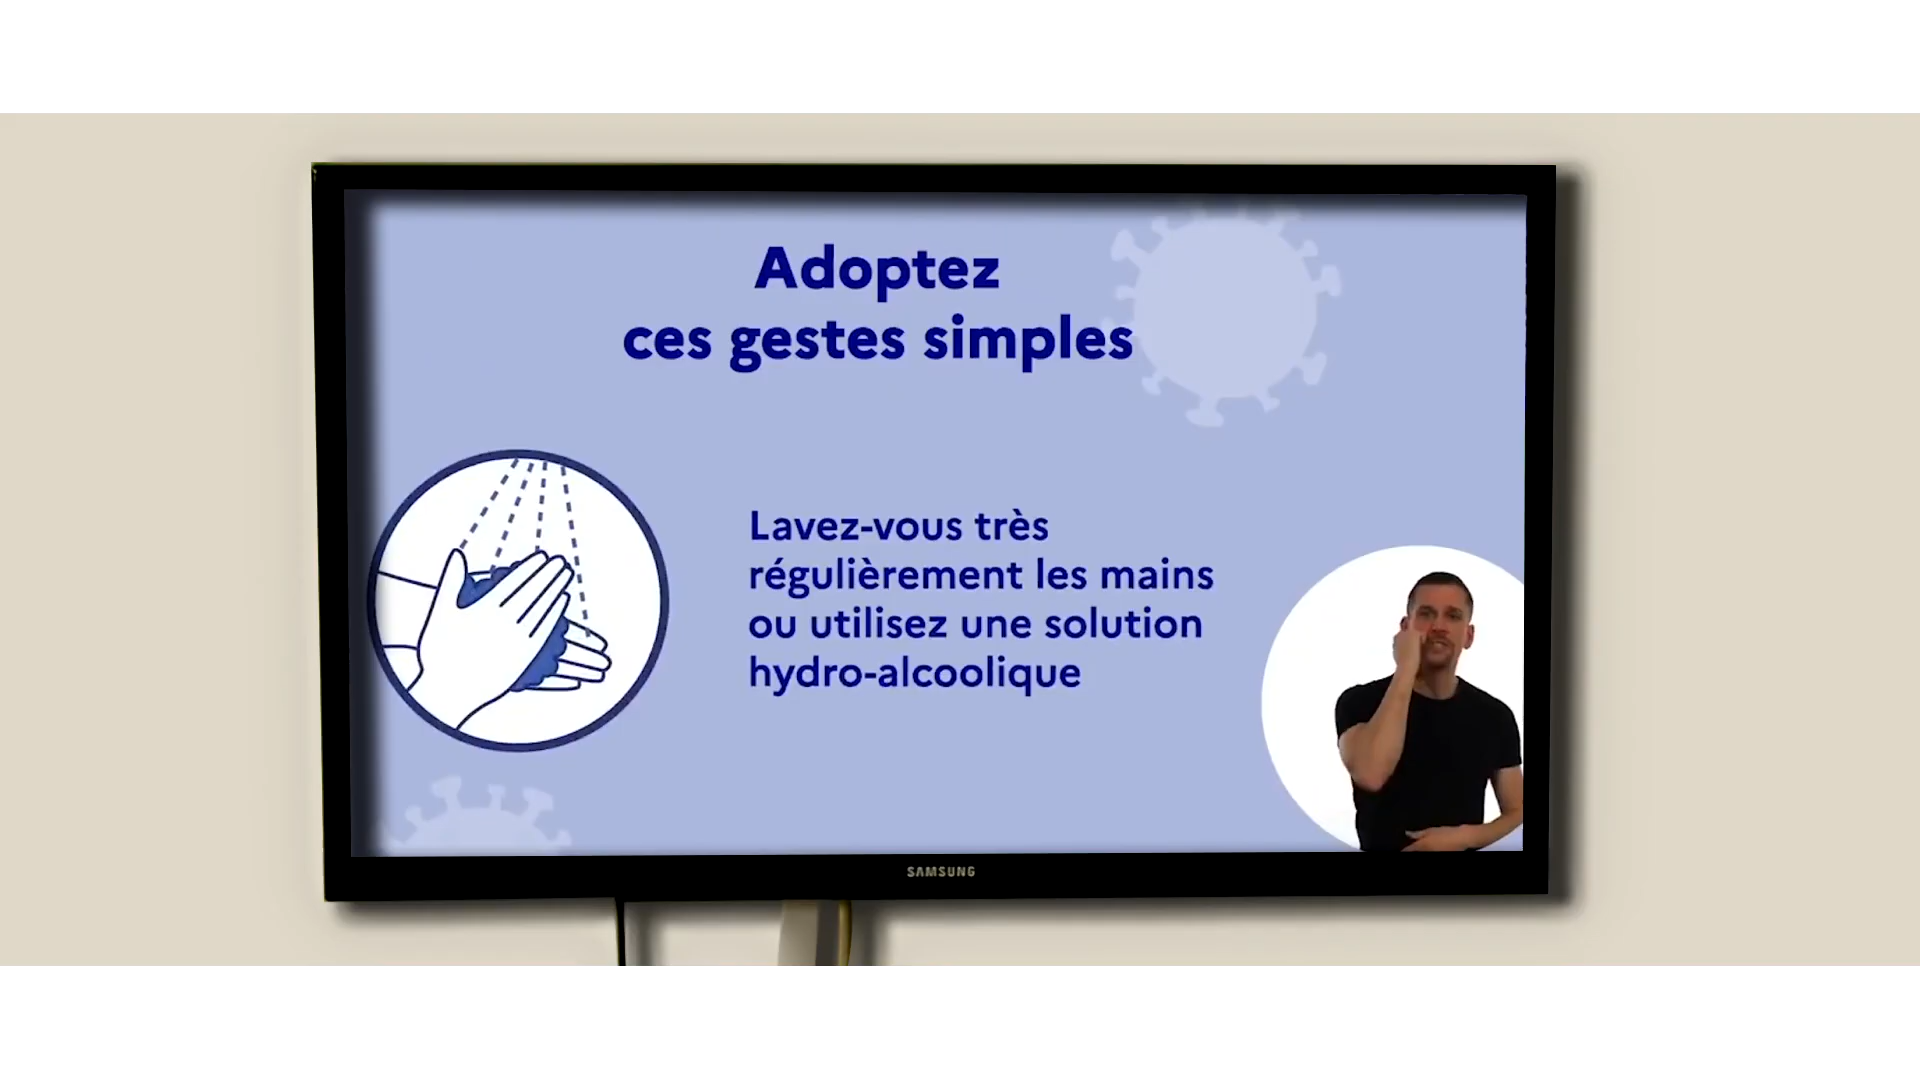 Adoptez
ces gestes simples
Lavez-vous très
régulièrement les mains
ou utilisez une solution
hydro-alcoolique
SAMSUNG